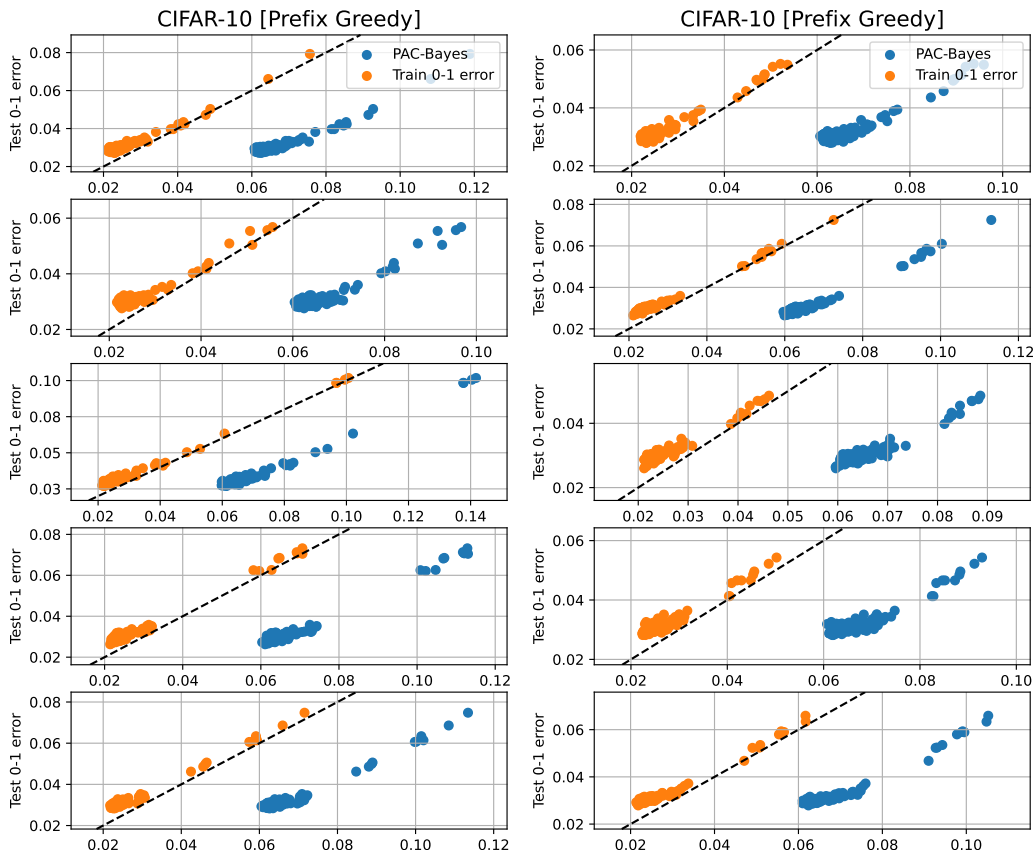 CIFAR-10 [Prefix Greedy]
CIFAR-10 [Prefix Greedy]
Test 0-1 error
0.08
0.06
0.04
0.02
PAC-Bayes
Train 0-1 error
0.02 0.04 0.06 0.08 0.10 0.12
Test 0-1 error
0.06
0.04
0.02
PAC-Bayes
Train 0-1 error
0.02 0.04 0.06 0.08 0.10
Test 0-1 error
0.06
0.04
0.02
0.02 0.04 0.06 0.08 0.10
Test 0-1 error
0.08
0.06
0.04
0.02
0.02 0.04 0.06 0.08 0.10 0.12
Test 0-1 error
0.10
0.08
0.05
0.03
0.02 0.04 0.06 0.08 0.10 0.12 0.14
Test 0-1 error
0.04
0.02
0.02 0.03 0.04 0.05 0.06 0.07 0.08 0.09
Test 0-1 error
0.08
0.06
0.04
0.02
0.02 0.04 0.06 0.08 0.10 0.12
Test 0-1 error
0.06
0.04
0.02
0.02 0.04 0.06 0.08 0.10
Test 0-1 error
0.08
0.06
0.04
0.02
0.02 0.04 0.06 0.08 0.10 0.12
Test 0-1 error
0.06
0.04
0.02
0.02 0.04 0.06 0.08 0.10